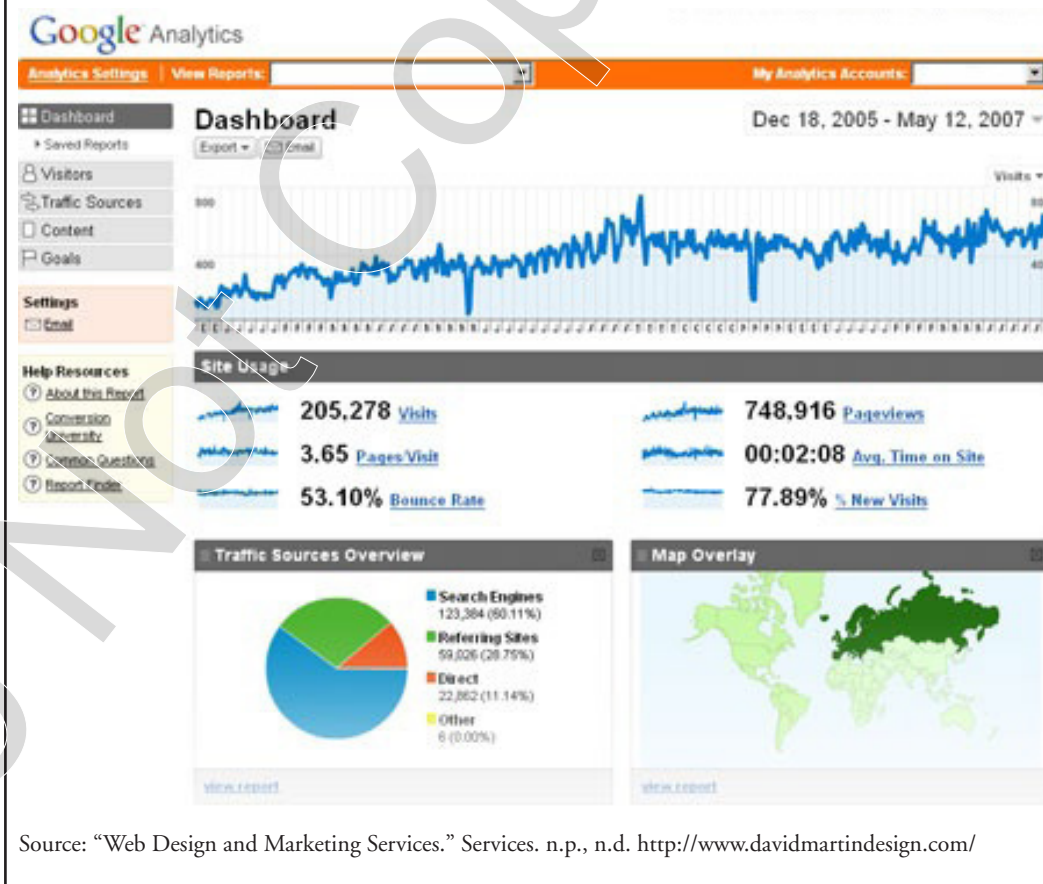 Google Analytics
Analytics Settings | View Reports: My Analytics Accounts:
Dashboard
Saved Reports
Visitors
Traffic Sources
Content
Goals
Settings
Email
Help Resources
About this Report
Conversion University
Common Questions
Report Finder
Dashboard
Dec 18, 2005 - May 12, 2007
Export Email
Visits
800
400
Site Usage
205,278 Visits
748,916 Pageviews
3.65 Pages/Visit
00:02:08 Avg. Time on Site
53.10% Bounce Rate
77.89% % New Visits
Traffic Sources Overview
Search Engines
123,384 (60.11%)
Referring Sites
59,026 (28.75%)
Direct
22,862 (11.14%)
Other
6 (0.00%)
view report
Map Overlay
view report
Source: “Web Design and Marketing Services.” Services. n.p., n.d. http://www.davidmartindesign.com/
Not Cop